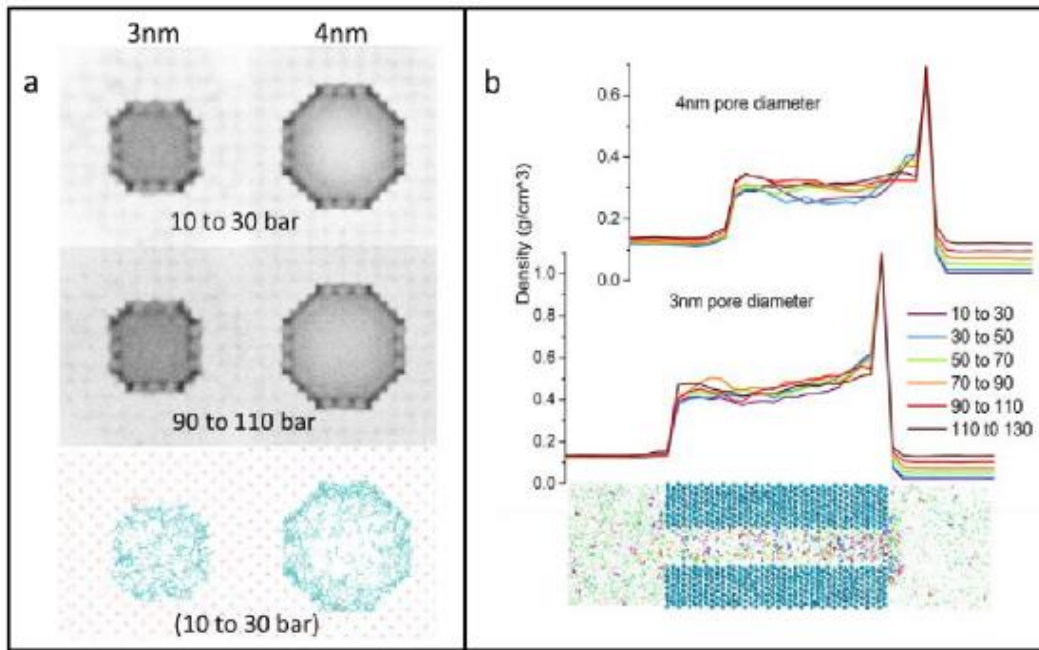 3nm 4nm
a
10 to 30 bar
90 to 110 bar
(10 to 30 bar)
b
4nm pore diameter
0.6
0.4
0.2
0.0
Density (g/cm^3)
3nm pore diameter
1.0
0.8
0.6
0.4
0.2
0.0
10 to 30
30 to 50
50 to 70
70 to 90
90 to 110
110 t0 130